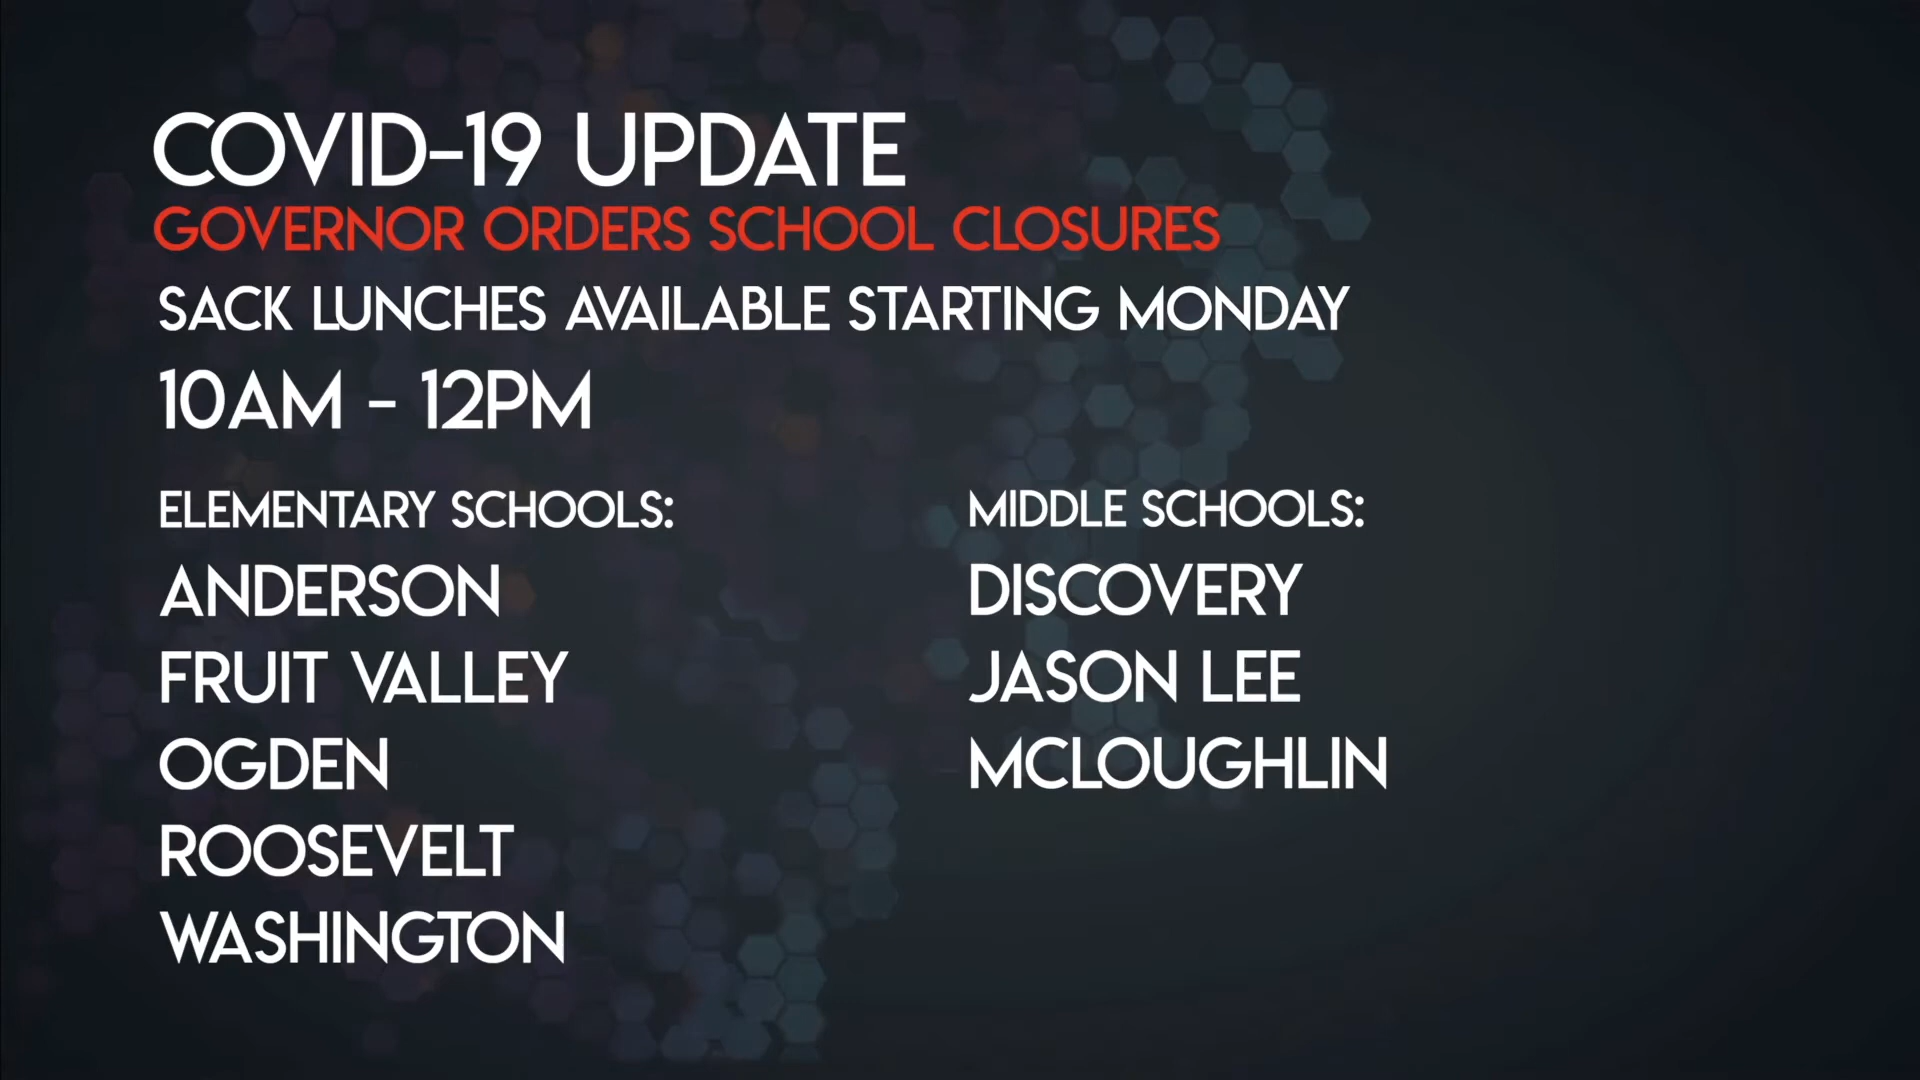 COVID-19 UPDATE
GOVERNOR ORDERS SCHOOL CLOSURES
SACK LUNCHES AVAILABLE STARTING MONDAY
10AM - 12PM
ELEMENTARY SCHOOLS:
ANDERSON
FRUIT VALLEY
OGDEN
ROOSEVELT
WASHINGTON
MIDDLE SCHOOLS:
DISCOVERY
JASON LEE
MCLOUGHLIN